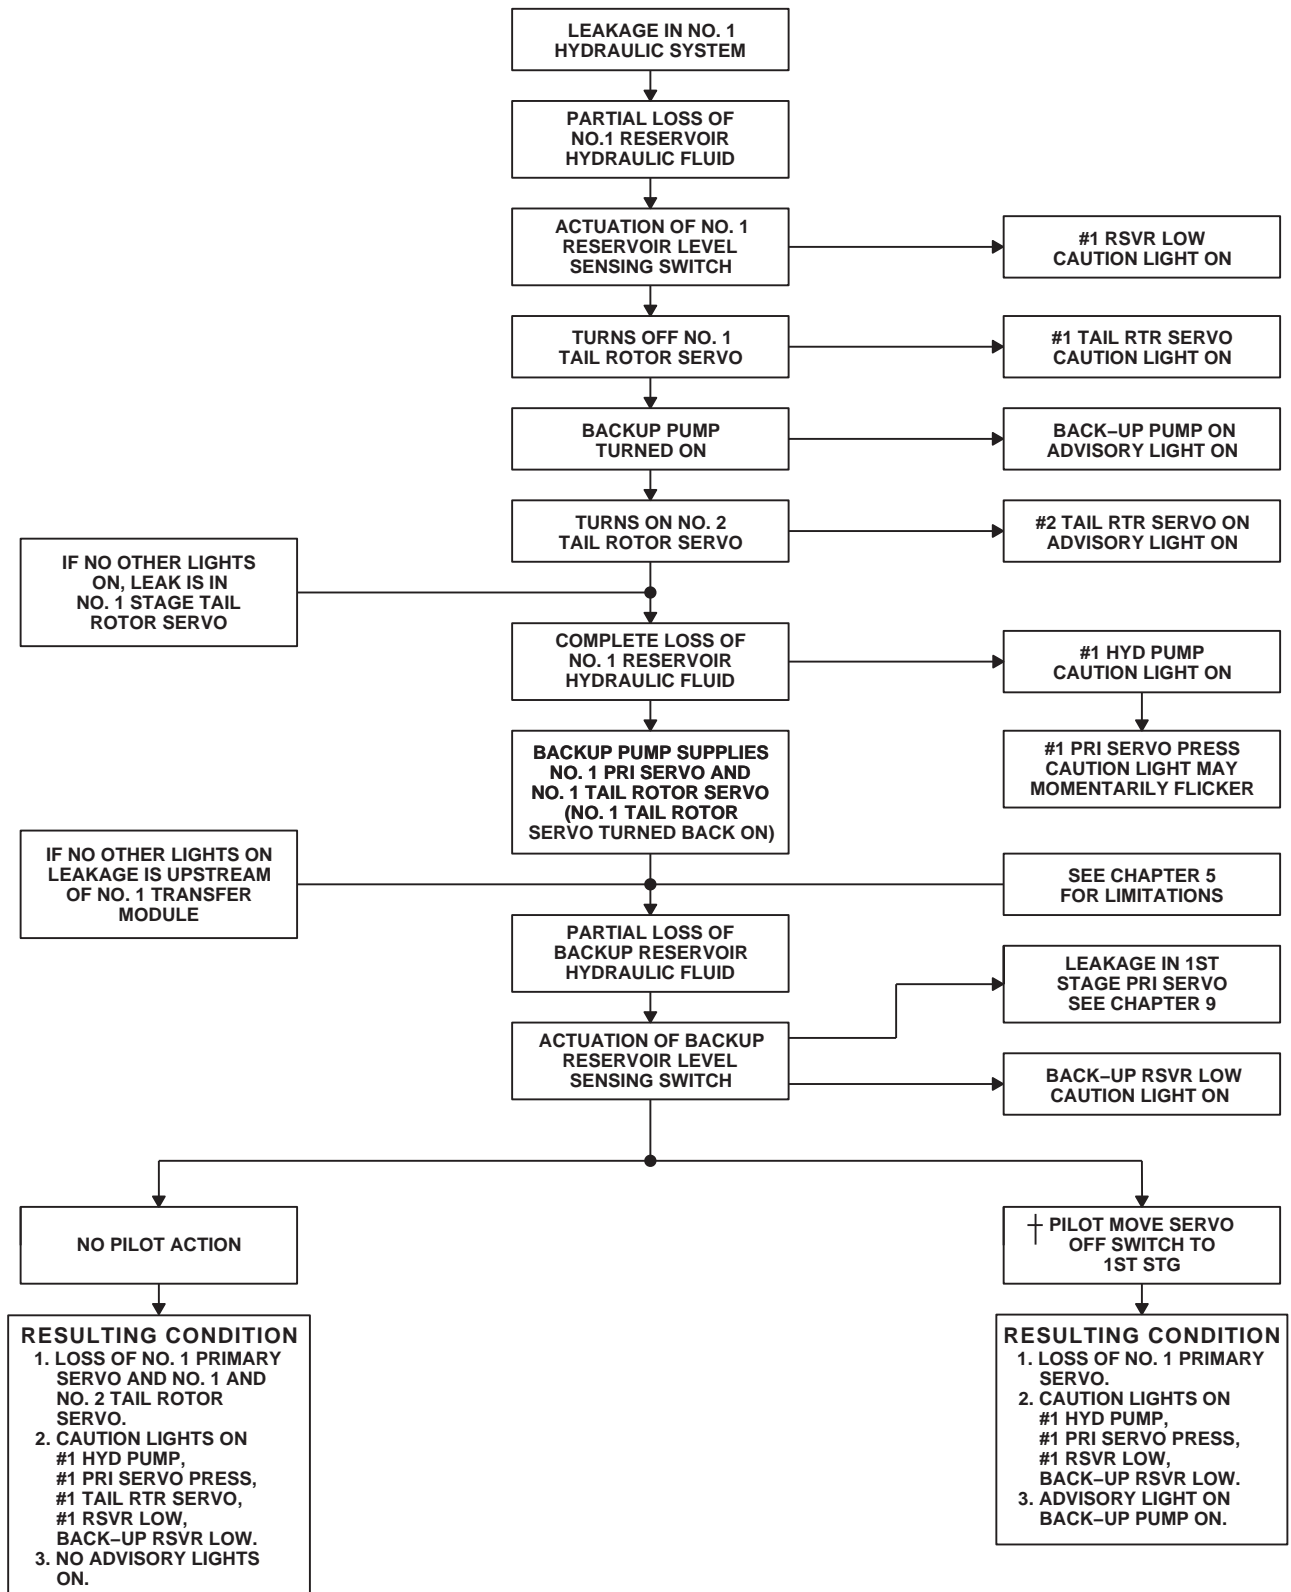 LEAKAGE IN NO. 1
HYDRAULIC SYSTEM
PARTIAL LOSS OF
NO.1 RESERVOIR
HYDRAULIC FLUID
ACTUATION OF NO. 1
RESERVOIR LEVEL
SENSING SWITCH
#1 RSVR LOW
CAUTION LIGHT ON
TURNS OFF NO. 1
TAIL ROTOR SERVO
#1 TAIL RTR SERVO
CAUTION LIGHT ON
BACKUP PUMP
TURNED ON
BACK–UP PUMP ON
ADVISORY LIGHT ON
TURNS ON NO. 2
TAIL ROTOR SERVO
#2 TAIL RTR SERVO ON
ADVISORY LIGHT ON
IF NO OTHER LIGHTS
ON, LEAK IS IN
NO. 1 STAGE TAIL
ROTOR SERVO
COMPLETE LOSS OF
NO. 1 RESERVOIR
HYDRAULIC FLUID
#1 HYD PUMP
CAUTION LIGHT ON
BACKUP PUMP SUPPLIES
NO. 1 PRI SERVO AND
NO. 1 TAIL ROTOR SERVO
(NO. 1 TAIL ROTOR
SERVO TURNED BACK ON)
#1 PRI SERVO PRESS
CAUTION LIGHT MAY
MOMENTARILY FLICKER
IF NO OTHER LIGHTS ON
LEAKAGE IS UPSTREAM
OF NO. 1 TRANSFER
MODULE
SEE CHAPTER 5
FOR LIMITATIONS
PARTIAL LOSS OF
BACKUP RESERVOIR
HYDRAULIC FLUID
LEAKAGE IN 1ST
STAGE PRI SERVO
SEE CHAPTER 9
ACTUATION OF BACKUP
RESERVOIR LEVEL
SENSING SWITCH
BACK–UP RSVR LOW
CAUTION LIGHT ON
NO PILOT ACTION
† PILOT MOVE SERVO
OFF SWITCH TO
1ST STG
RESULTING CONDITION
1. LOSS OF NO. 1 PRIMARY
SERVO AND NO. 1 AND
NO. 2 TAIL ROTOR
SERVO.
2. CAUTION LIGHTS ON
#1 HYD PUMP,
#1 PRI SERVO PRESS,
#1 TAIL RTR SERVO,
#1 RSVR LOW,
BACK–UP RSVR LOW.
3. NO ADVISORY LIGHTS
ON.
RESULTING CONDITION
1. LOSS OF NO. 1 PRIMARY
SERVO.
2. CAUTION LIGHTS ON
#1 HYD PUMP,
#1 PRI SERVO PRESS,
#1 RSVR LOW,
BACK–UP RSVR LOW.
3. ADVISORY LIGHT ON
BACK–UP PUMP ON.